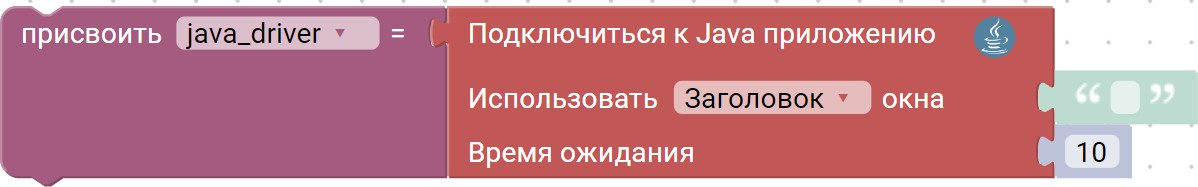 присвоить java_driver ▾ = Подключиться к Java приложению
Использовать Заголовок ▾ окна “ ”
Время ожидания 10